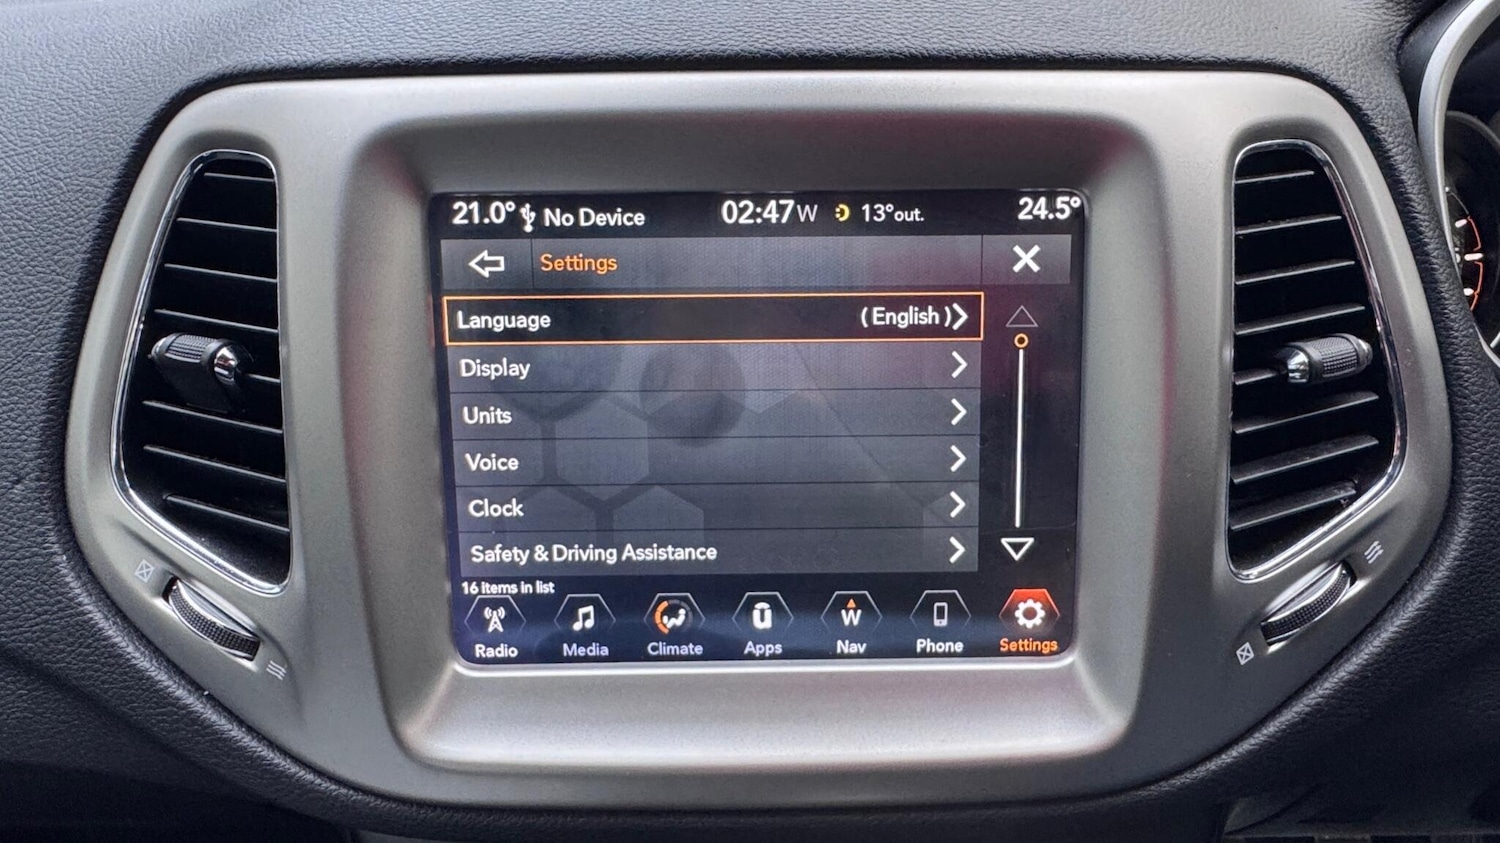 21.0° No Device 02:47 W 13°out. 24.5°
Settings
Language (English)
Display
Units
Voice
Clock
Safety & Driving Assistance
16 items in list
W
Radio Media Climate Apps Nav Phone Settings